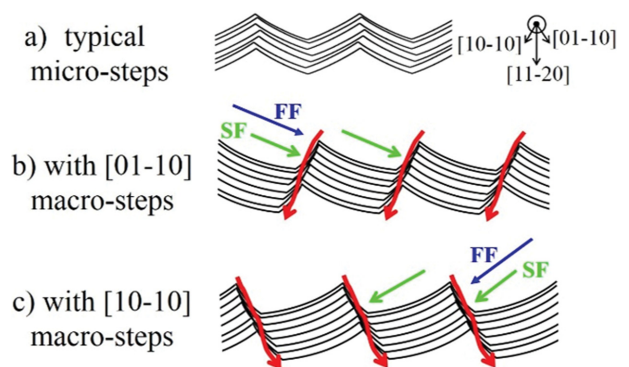 a) typical
micro-steps
[10-10]
[01-10]
[11-20]
FF
SF
b) with [01-10]
macro-steps
FF
SF
c) with [10-10]
macro-steps